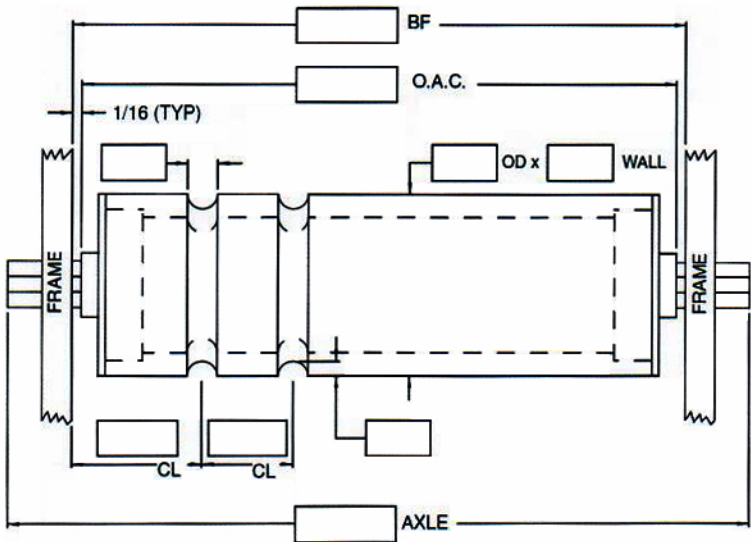 BF
O.A.C.
1/16 (TYP)
OD x WALL
FRAME
FRAME
CL
CL
AXLE